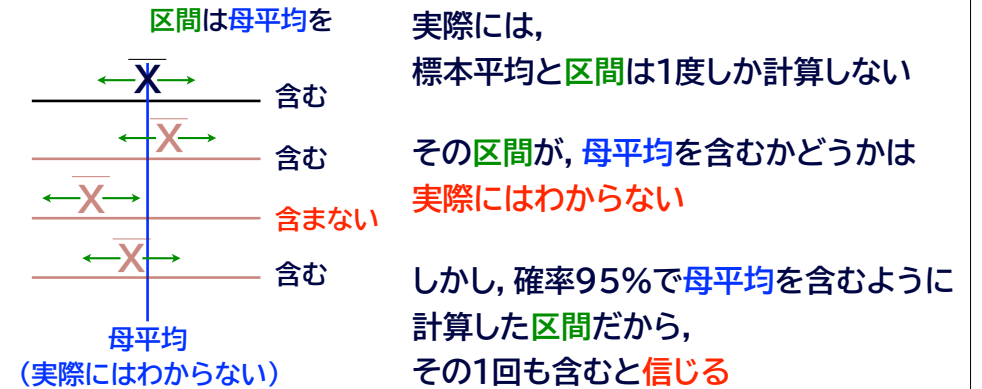 区間は母平均を
X
含む
X
含む
X
含まない
X
含む
母平均
（実際にはわからない）
実際には,
標本平均と区間は1度しか計算しない
その区間が, 母平均を含むかどうかは
実際にはわからない
しかし, 確率95%で母平均を含むように
計算した区間だから,
その1回も含むと信じる